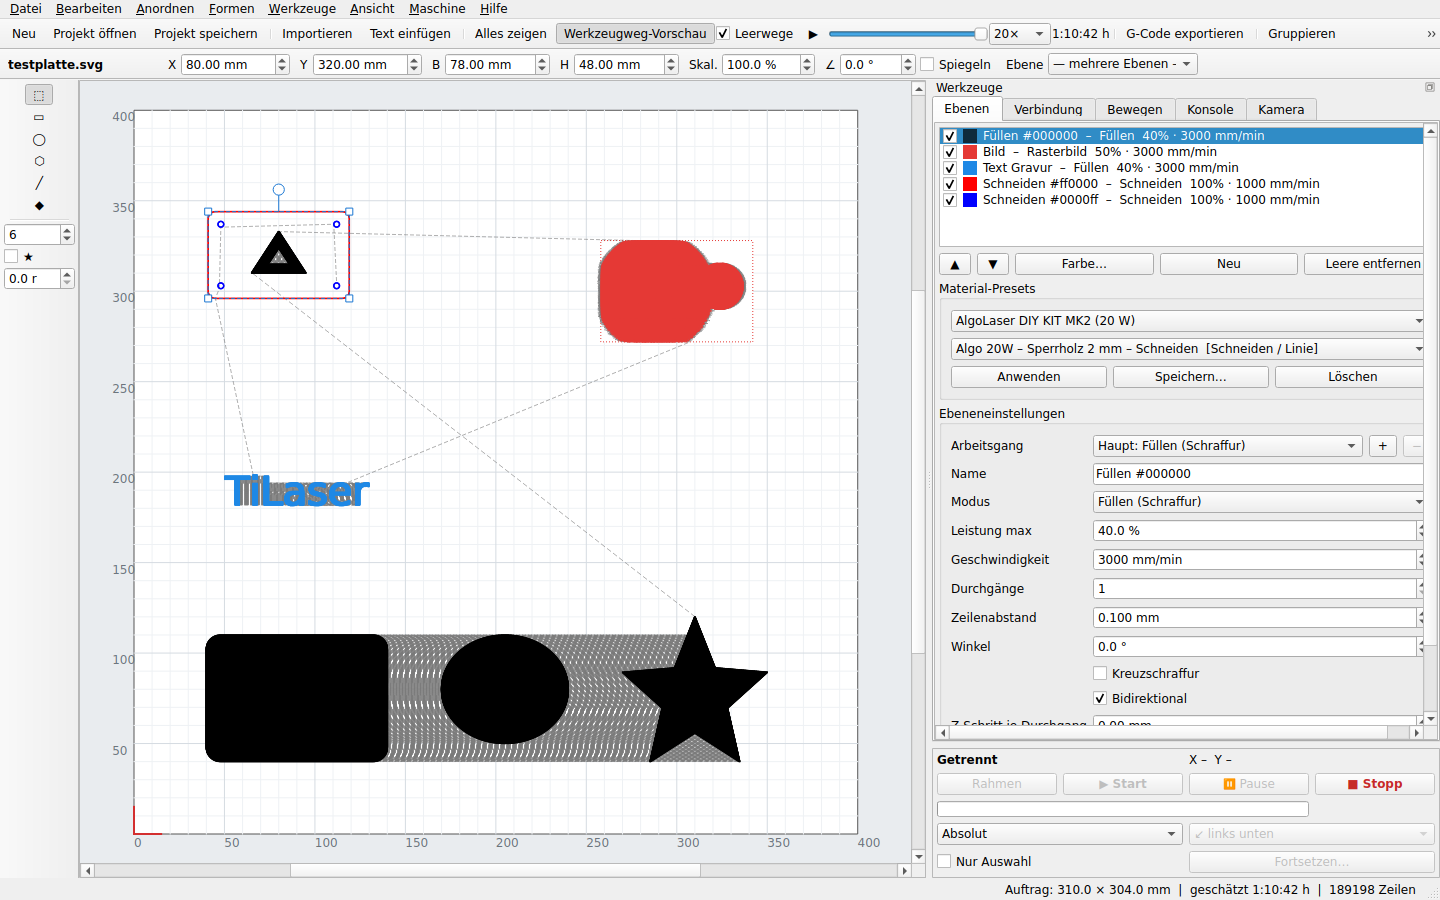 Datei Bearbeiten Anordnen Formen Werkzeuge Ansicht Maschine Hilfe
Neu Projekt öffnen Projekt speichern Importieren Text einfügen Alles zeigen Werkzeugweg-Vorschau Leerwege ▶ 20× 1:10:42 h G-Code exportieren Gruppieren »
testplatte.svg X 80.00 mm Y 320.00 mm B 78.00 mm H 48.00 mm Skal. 100.0 % ∠ 0.0 ° Spiegeln Ebene — mehrere Ebenen -
6
★
0.0 r
400
350
300
250
200
150
100
50
TiLaser
0 50 100 150 200 250 300 350 400
Werkzeuge
Ebenen Verbindung Bewegen Konsole Kamera
Füllen #000000 – Füllen 40% · 3000 mm/min
Bild – Rasterbild 50% · 3000 mm/min
Text Gravur – Füllen 40% · 3000 mm/min
Schneiden #ff0000 – Schneiden 100% · 1000 mm/min
Schneiden #0000ff – Schneiden 100% · 1000 mm/min
▲ ▼ Farbe... Neu Leere entfernen
Material-Presets
AlgoLaser DIY KIT MK2 (20 W)
Algo 20W – Sperrholz 2 mm – Schneiden [Schneiden / Linie]
Anwenden Speichern... Löschen
Ebeneneinstellungen
Arbeitsgang Haupt: Füllen (Schraffur) + −
Name Füllen #000000
Modus Füllen (Schraffur)
Leistung max 40.0 %
Geschwindigkeit 3000 mm/min
Durchgänge 1
Zeilenabstand 0.100 mm
Winkel 0.0 °
Kreuzschraffur
Bidirektional
Z-Schritt je Durchgang 0.00 mm
Getrennt X – Y –
Rahmen ▶ Start ⏸ Pause ■ Stopp
Absolut ↙ links unten
Nur Auswahl Fortsetzen...
Auftrag: 310.0 × 304.0 mm | geschätzt 1:10:42 h | 189198 Zeilen